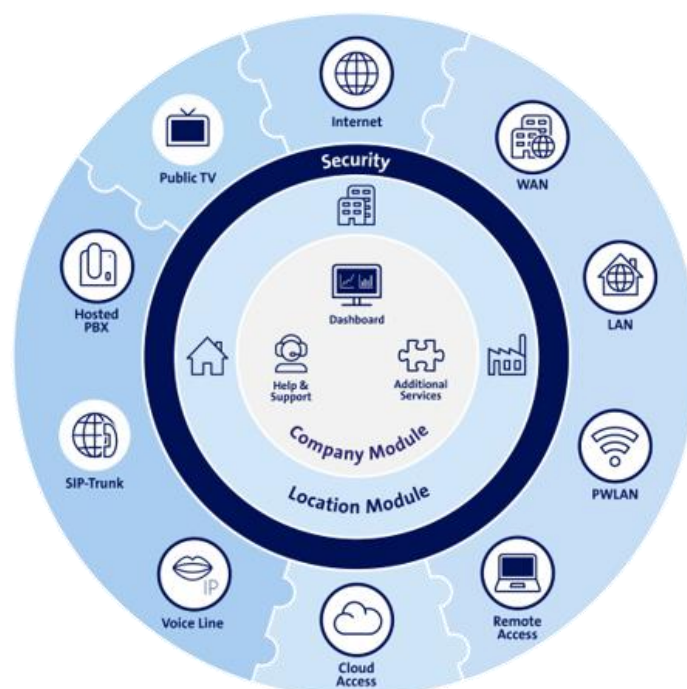 Internet
Public TV
Security
WAN
Hosted
PBX
Dashboard
LAN
Help &
Support
Additional
Services
Company Module
SIP-Trunk
Location Module
PWLAN
IP
Voice Line
Remote
Access
Cloud
Access